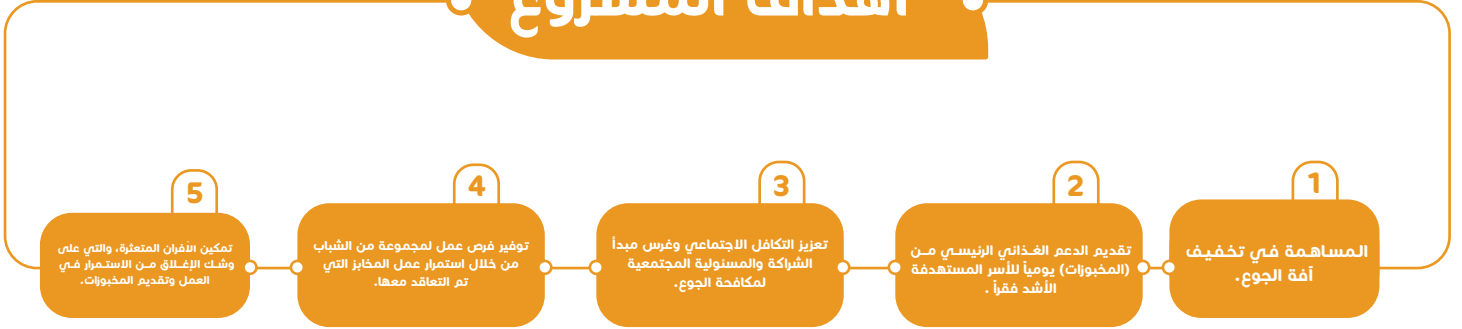 أهداف المشروع
1
المساهمة في تخفيف
آفة الجوع.
2
تقديم الدعم الغذائي الرئيسي من
(المخبوزات) يومياً للأسر المستهدفة
الأشد فقراً .
3
تعزيز التكافل الاجتماعي وغرس مبدأ
الشراكة والمسئولية المجتمعية
لمكافحة الجوع.
4
توفير فرص عمل لمجموعة من الشباب
من خلال استمرار عمل المخابز التي
تم التعاقد معها.
5
تمكين الأفران المتعثرة، والتي على
وشك الإغلاق من الاستمرار في
العمل وتقديم المخبوزات.